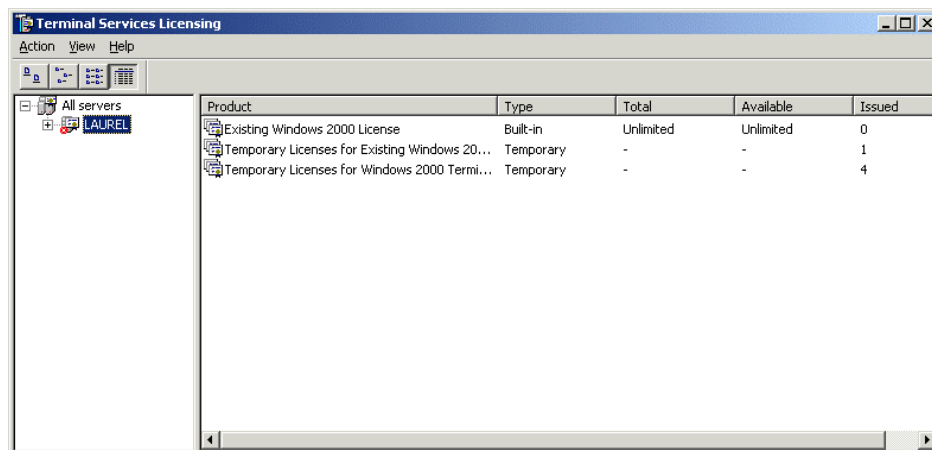 Terminal Services Licensing
Action View Help
All servers
LAUREL
Product Type Total Available Issued
Existing Windows 2000 License Built-in Unlimited Unlimited 0
Temporary Licenses for Existing Windows 20... Temporary - - 1
Temporary Licenses for Windows 2000 Termi... Temporary - - 4